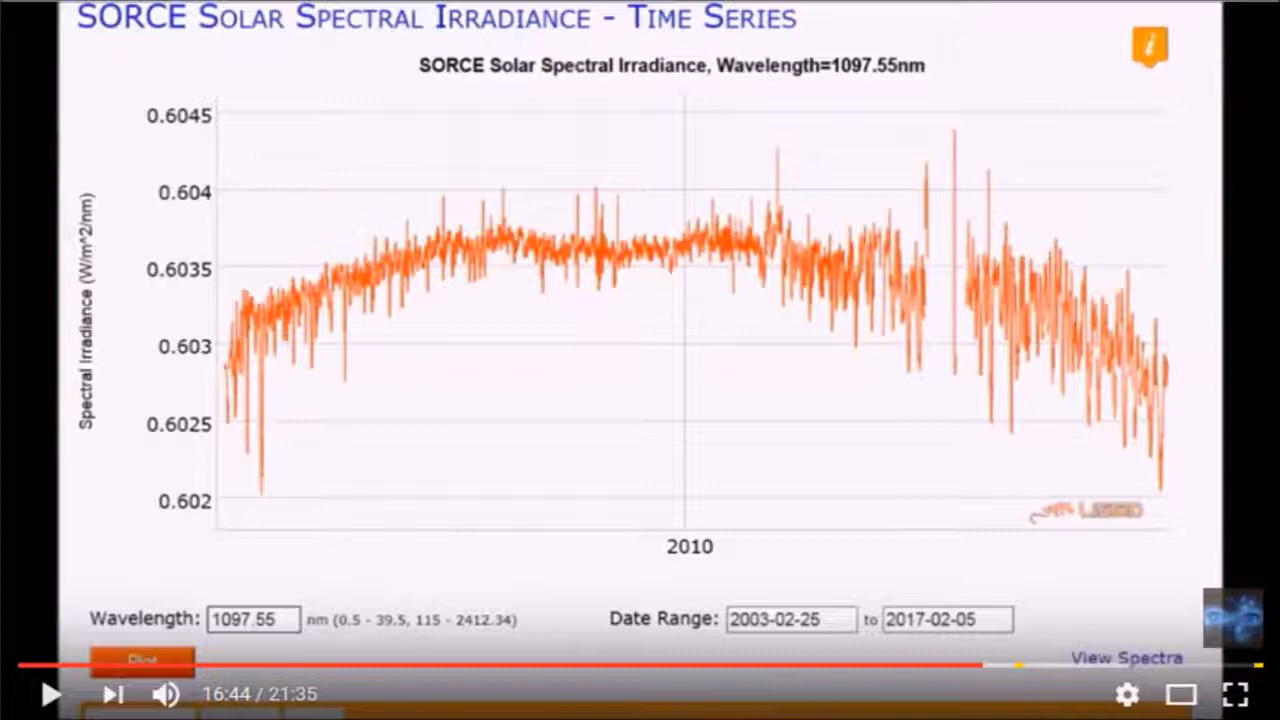 SORCE SOLAR SPECTRAL IRRADIANCE - TIME SERIES
i
SORCE Solar Spectral Irradiance, Wavelength=1097.55nm
0.6045
0.604
0.6035
0.603
0.6025
0.602
Spectral Irradiance (W/m^2/nm)
2010
Wavelength: 1097.55 nm (0.5 - 39.5, 115 - 2412.34) Date Range: 2003-02-25 to 2017-02-05
Plot
View Spectra
16:44 / 21:35